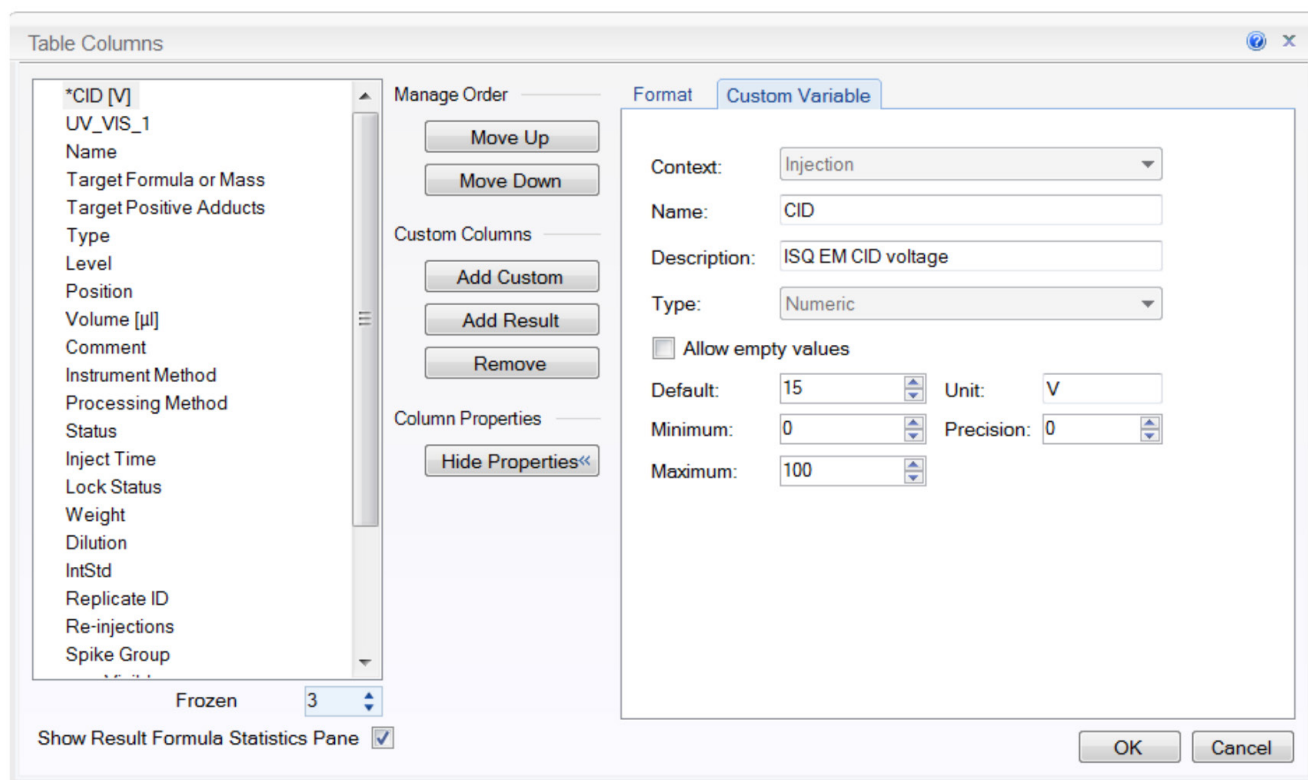 Table Columns
*CID [V]
UV_VIS_1
Name
Target Formula or Mass
Target Positive Adducts
Type
Level
Position
Volume [µl]
Comment
Instrument Method
Processing Method
Status
Inject Time
Lock Status
Weight
Dilution
IntStd
Replicate ID
Re-injections
Spike Group
Frozen 3
Show Result Formula Statistics Pane
Manage Order
Move Up
Move Down
Custom Columns
Add Custom
Add Result
Remove
Column Properties
Hide Properties«
Format Custom Variable
Context: Injection
Name: CID
Description: ISQ EM CID voltage
Type: Numeric
Allow empty values
Default: 15 Unit: V
Minimum: 0 Precision: 0
Maximum: 100
OK Cancel